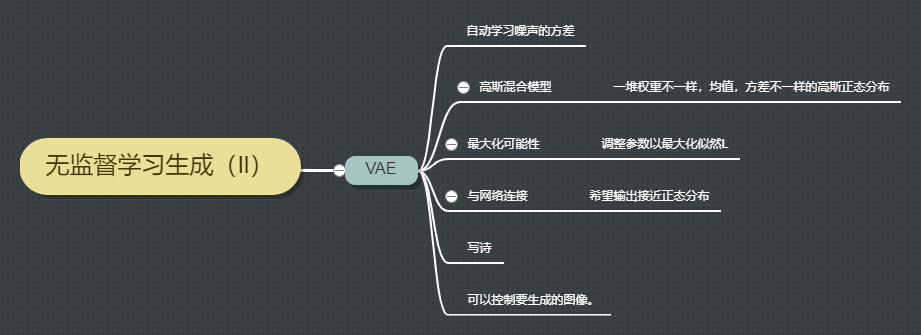 无监督学习生成（II）
VAE
自动学习噪声的方差
高斯混合模型
一堆权重不一样，均值，方差不一样的高斯正态分布
最大化可能性
调整参数以最大化似然L
与网络连接
希望输出接近正态分布
写诗
可以控制要生成的图像。